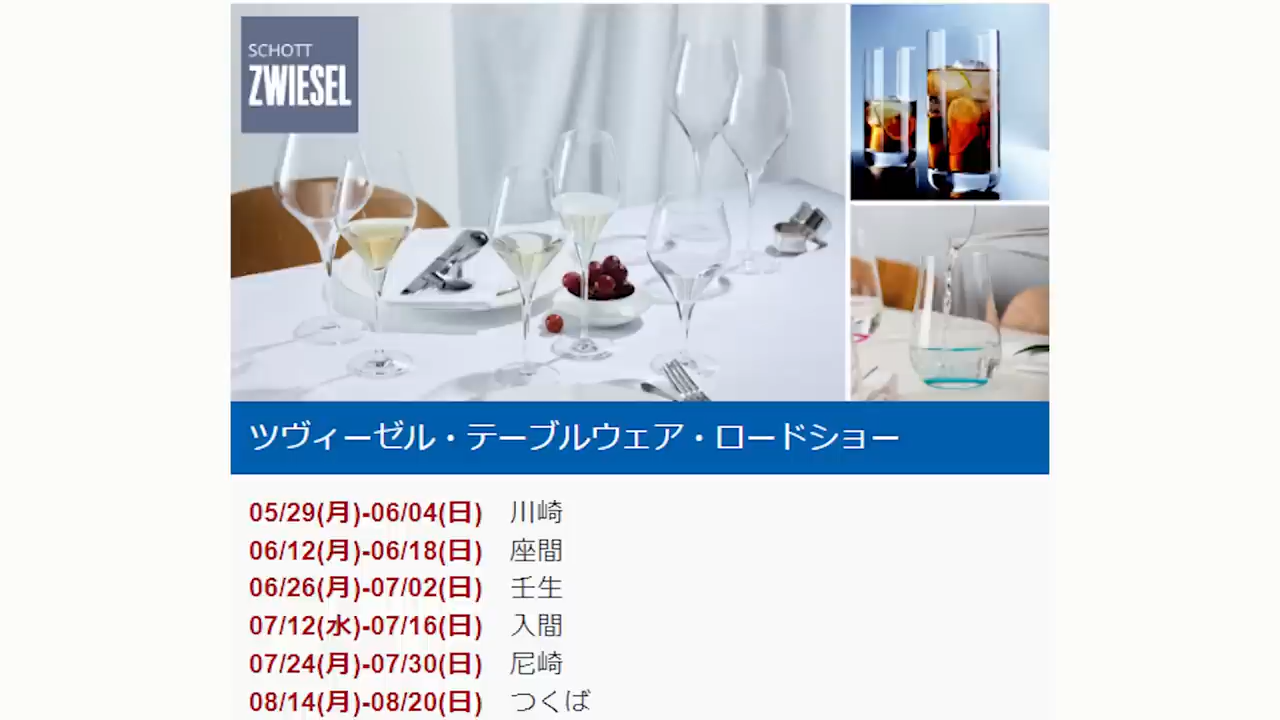 SCHOTT
ZWIESEL
ツヴィーゼル・テーブルウェア・ロードショー
05/29(月)-06/04(日) 川崎
06/12(月)-06/18(日) 座間
06/26(月)-07/02(日) 壬生
07/12(水)-07/16(日) 入間
07/24(月)-07/30(日) 尼崎
08/14(月)-08/20(日) つくば